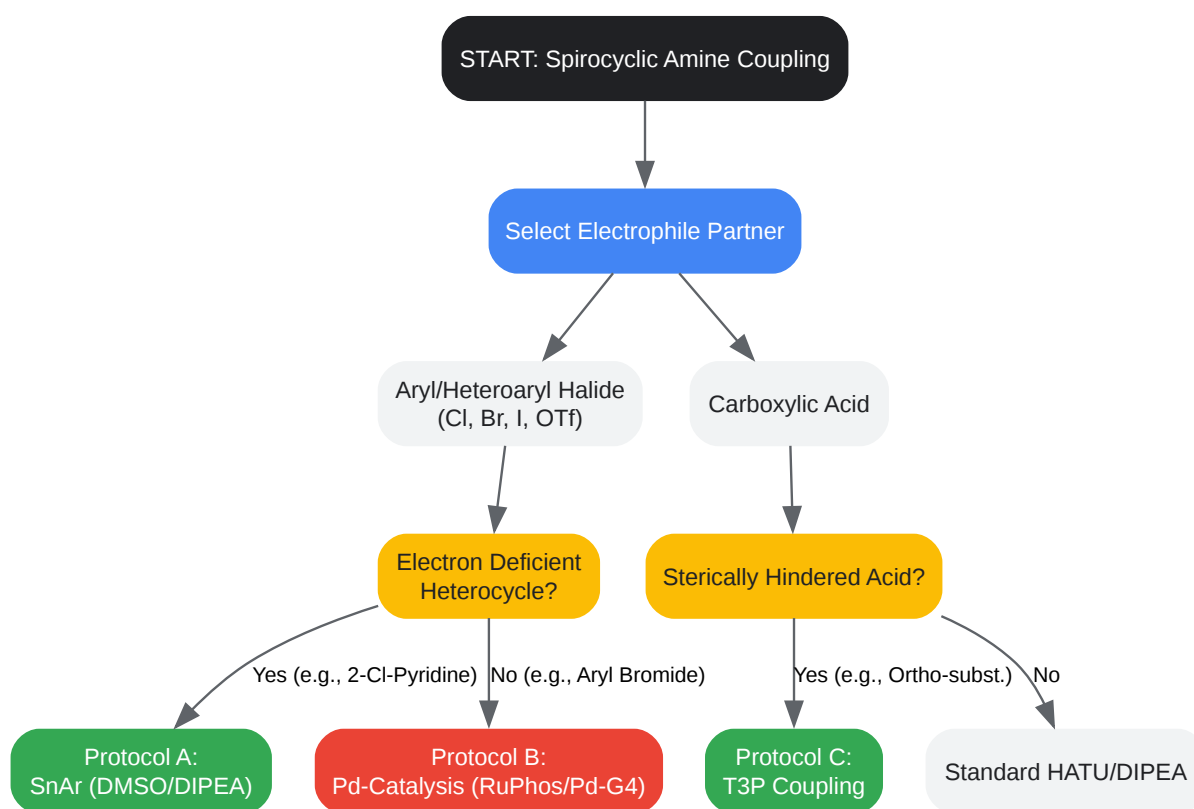 START: Spirocyclic Amine Coupling
Select Electrophile Partner
Aryl/Heteroaryl Halide
(Cl, Br, I, OTf)
Carboxylic Acid
Electron Deficient
Heterocycle?
Sterically Hindered Acid?
Yes (e.g., 2-Cl-Pyridine)
No (e.g., Aryl Bromide)
Yes (e.g., Ortho-subst.)
No
Protocol A:
SnAr (DMSO/DIPEA)
Protocol B:
Pd-Catalysis (RuPhos/Pd-G4)
Protocol C:
T3P Coupling
Standard HATU/DIPEA